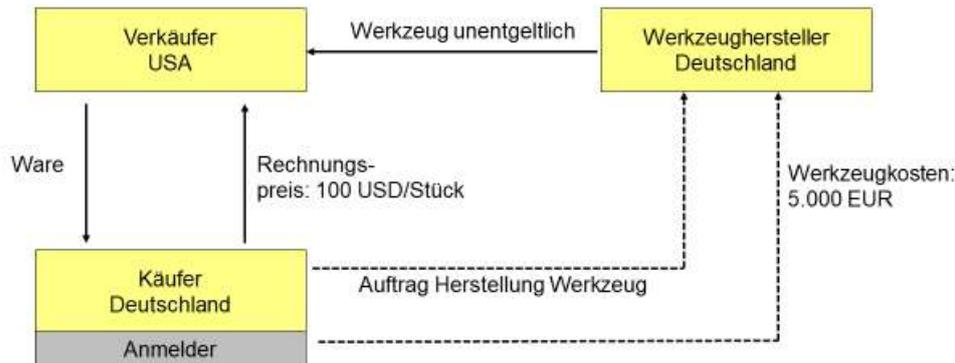 Verkäufer
USA
Werkzeug unentgeltlich
Werkzeughersteller
Deutschland
Ware
Rechnungs-
preis: 100 USD/Stück
Werkzeugkosten:
5.000 EUR
Käufer
Deutschland
Auftrag Herstellung Werkzeug
Anmelder